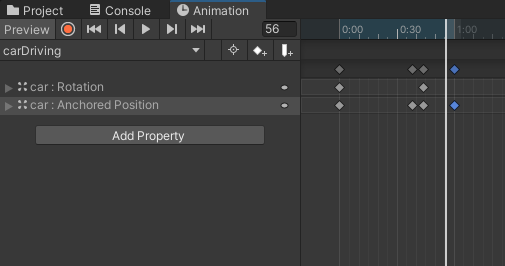 Project Console Animation
Preview 56 0:00 0:30 1:00
carDriving
car : Rotation
car : Anchored Position
Add Property